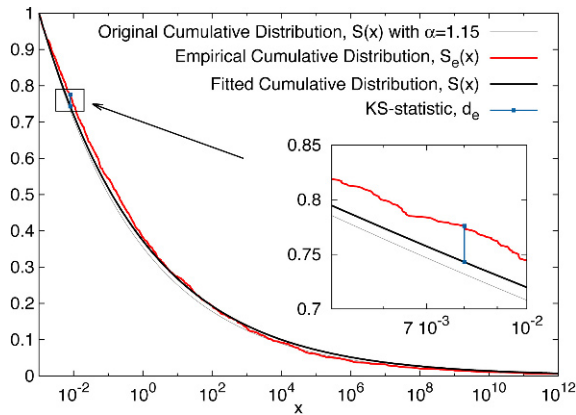 Original Cumulative Distribution, S(x) with α=1.15
Empirical Cumulative Distribution, Sₑ(x)
Fitted Cumulative Distribution, S(x)
KS-statistic, dₑ
1
0.9
0.8
0.7
0.6
0.5
0.4
0.3
0.2
0.1
0
0.85
0.8
0.75
0.7
7 10⁻³
10⁻²
10⁻² 10⁰ 10² 10⁴ 10⁶ 10⁸ 10¹⁰ 10¹²
x